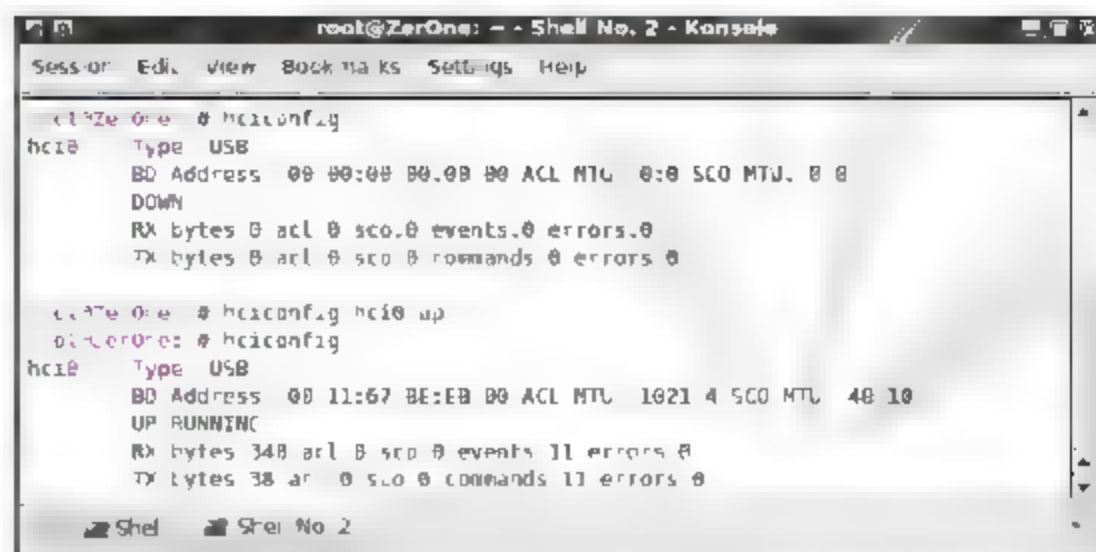 root@ZerOne: ~ - Shell No. 2 - Konsole
Session Edit View Bookmarks Settings Help
# hciconfig
hci0 Type USB
BD Address 00 00:00 00.00 00 ACL MTU 0:0 SCO MTU. 0 0
DOWN
RX bytes 0 acl 0 sco.0 events.0 errors.0
TX bytes 0 acl 0 sco 0 commands 0 errors 0
# hciconfig hci0 up
# hciconfig
hci0 Type USB
BD Address 00 11:67 ACL MTU 1021 4 SCO MTU 48 10
UP RUNNING
RX bytes 340 acl 0 sco 0 events 11 errors 0
TX bytes 38 acl 0 sco 0 commands 11 errors 0
Shell Shell No 2